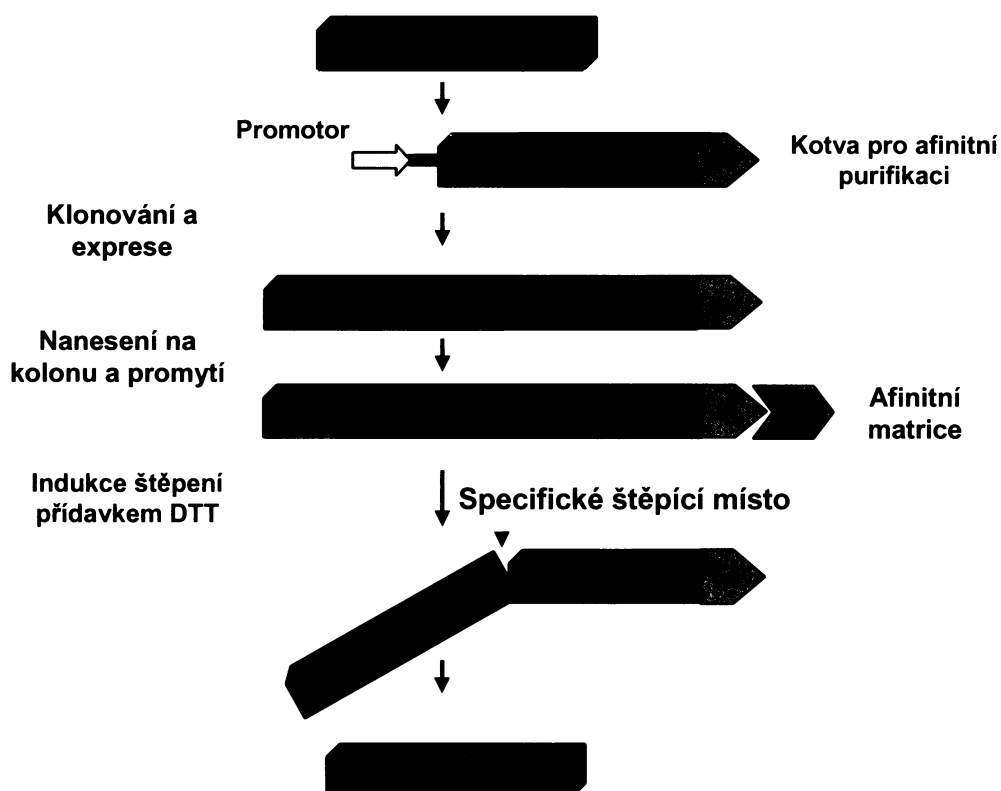 Promotor
Kotva pro afinitní
purifikaci
Klonování a
exprese
Nanesení na
kolonu a promytí
Afinitní
matrice
Indukce štěpení
přídavkem DTT
Specifické štěpící místo